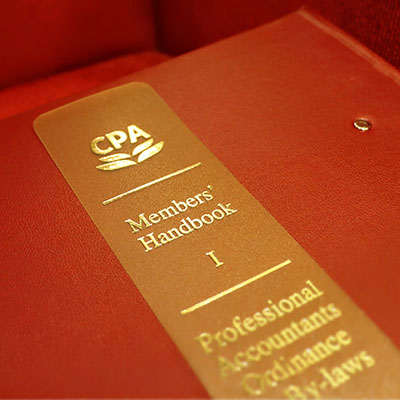 CPA
Members'
Handbook
I
Professional
Accountants
Ordinance
By-laws